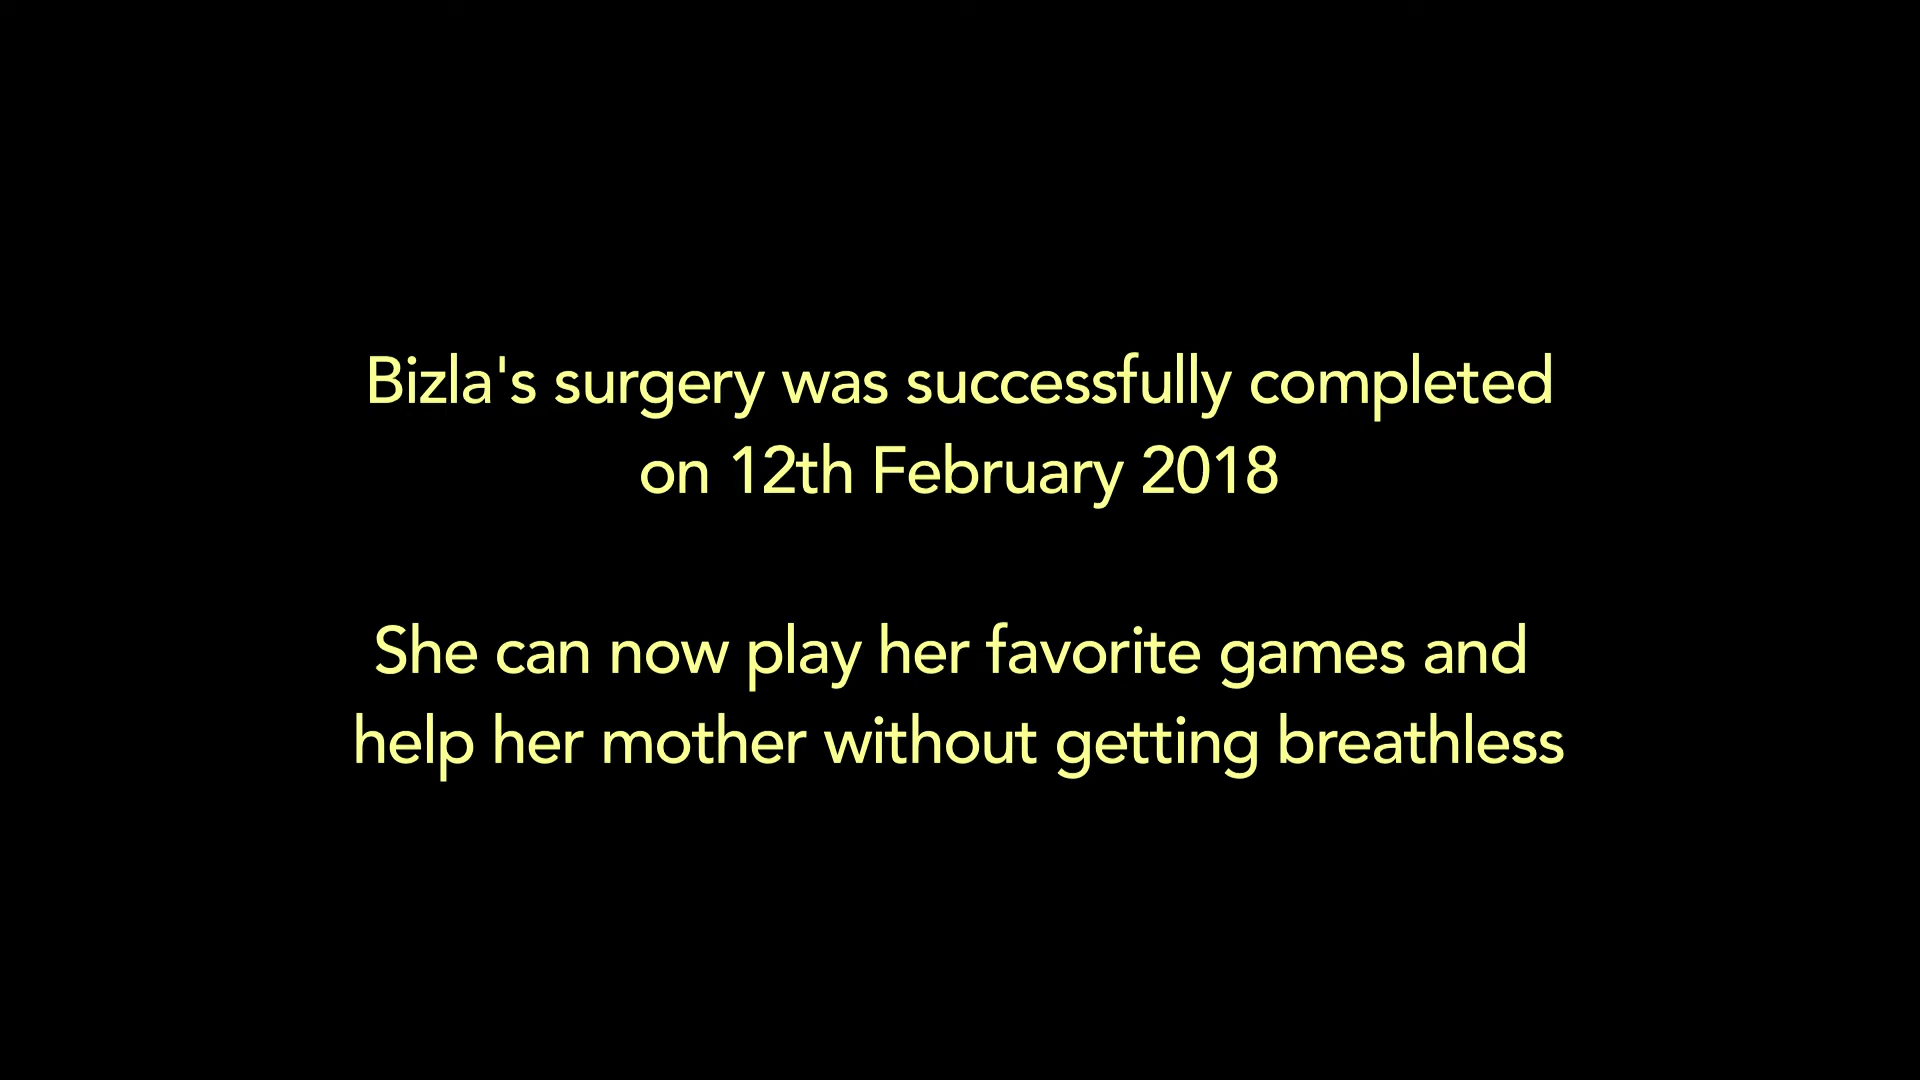 Bizla's surgery was successfully completed
on 12th February 2018
She can now play her favorite games and
help her mother without getting breathless